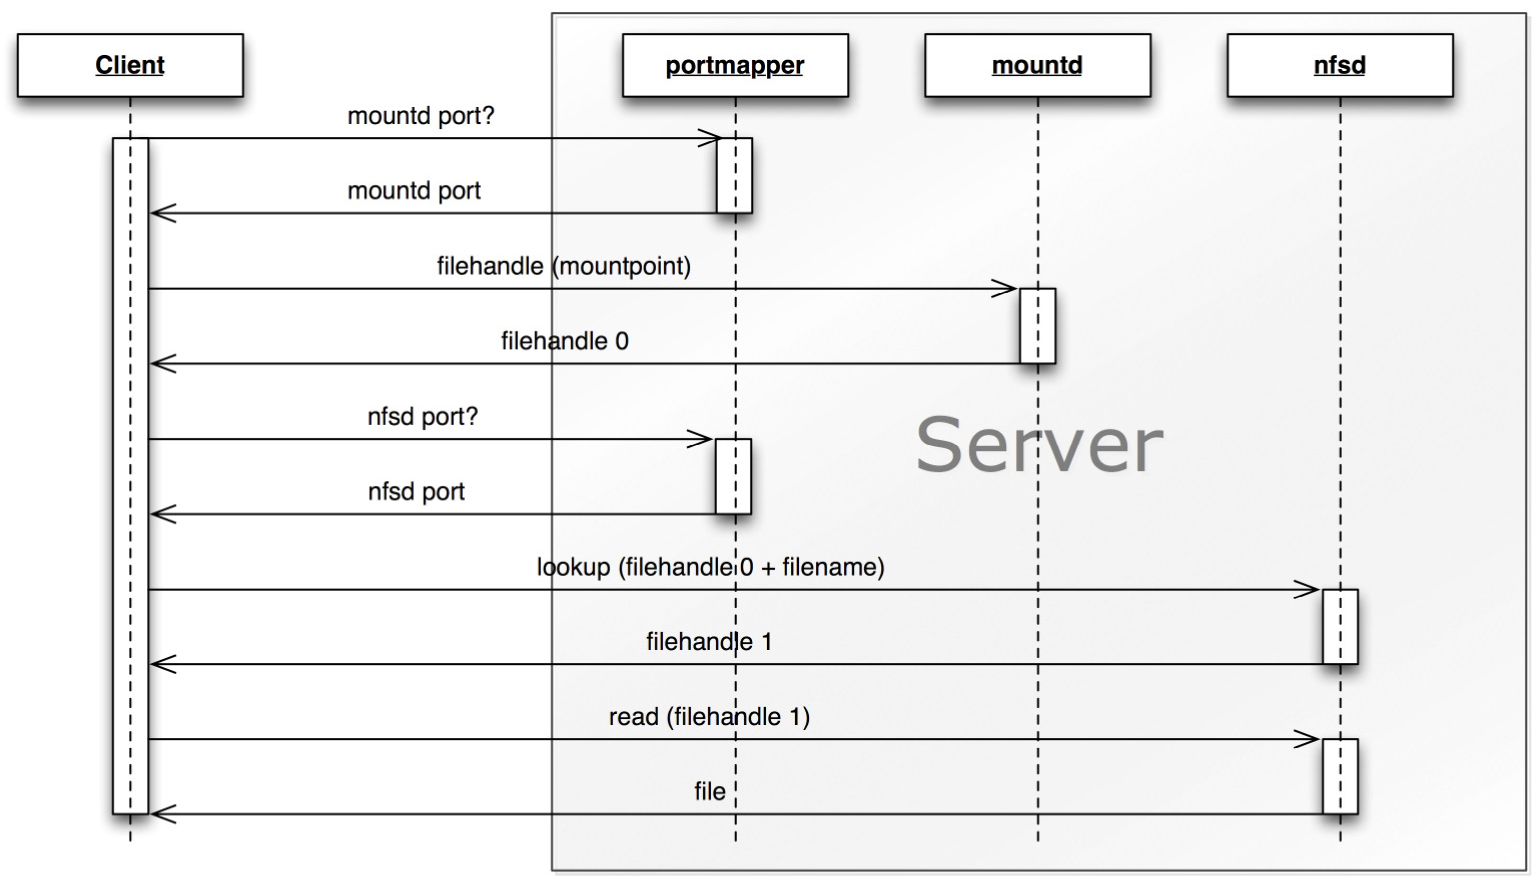 Client
portmapper
mountd
nfsd
mountd port?
mountd port
filehandle (mountpoint)
filehandle 0
nfsd port?
Server
nfsd port
lookup (filehandle 0 + filename)
filehandle 1
read (filehandle 1)
file